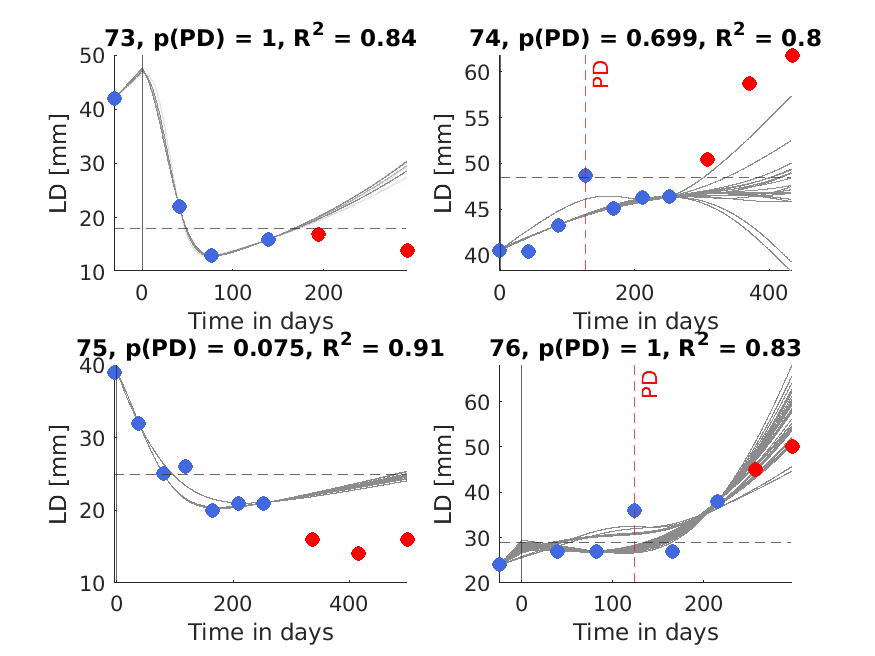 73, p(PD) = 1, R² = 0.84
50
40
30
20
10
LD [mm]
0
100
200
Time in days
74, p(PD) = 0.699, R² = 0.8
PD
60
55
50
45
40
LD [mm]
0
200
400
Time in days
75, p(PD) = 0.075, R² = 0.91
40
30
20
10
LD [mm]
0
200
400
Time in days
76, p(PD) = 1, R² = 0.83
PD
60
50
40
30
20
LD [mm]
0
100
200
Time in days